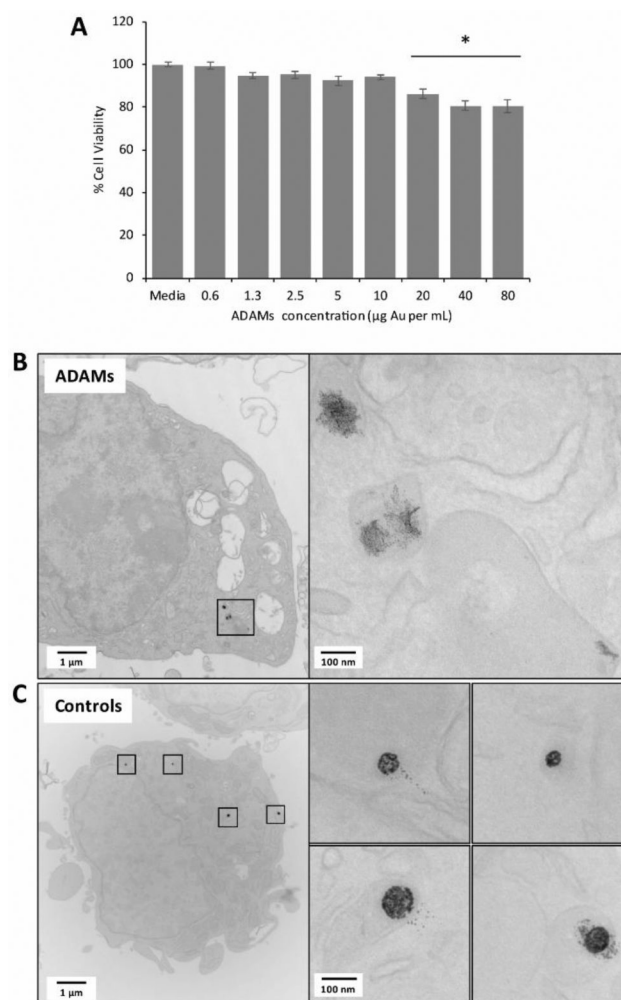 A
120
*
100
80
60
40
20
0
% Cell Viability
Media 0.6 1.3 2.5 5 10 20 40 80
ADAMs concentration (µg Au per mL)
B
ADAMs
1 µm
100 nm
C
Controls
1 µm
100 nm